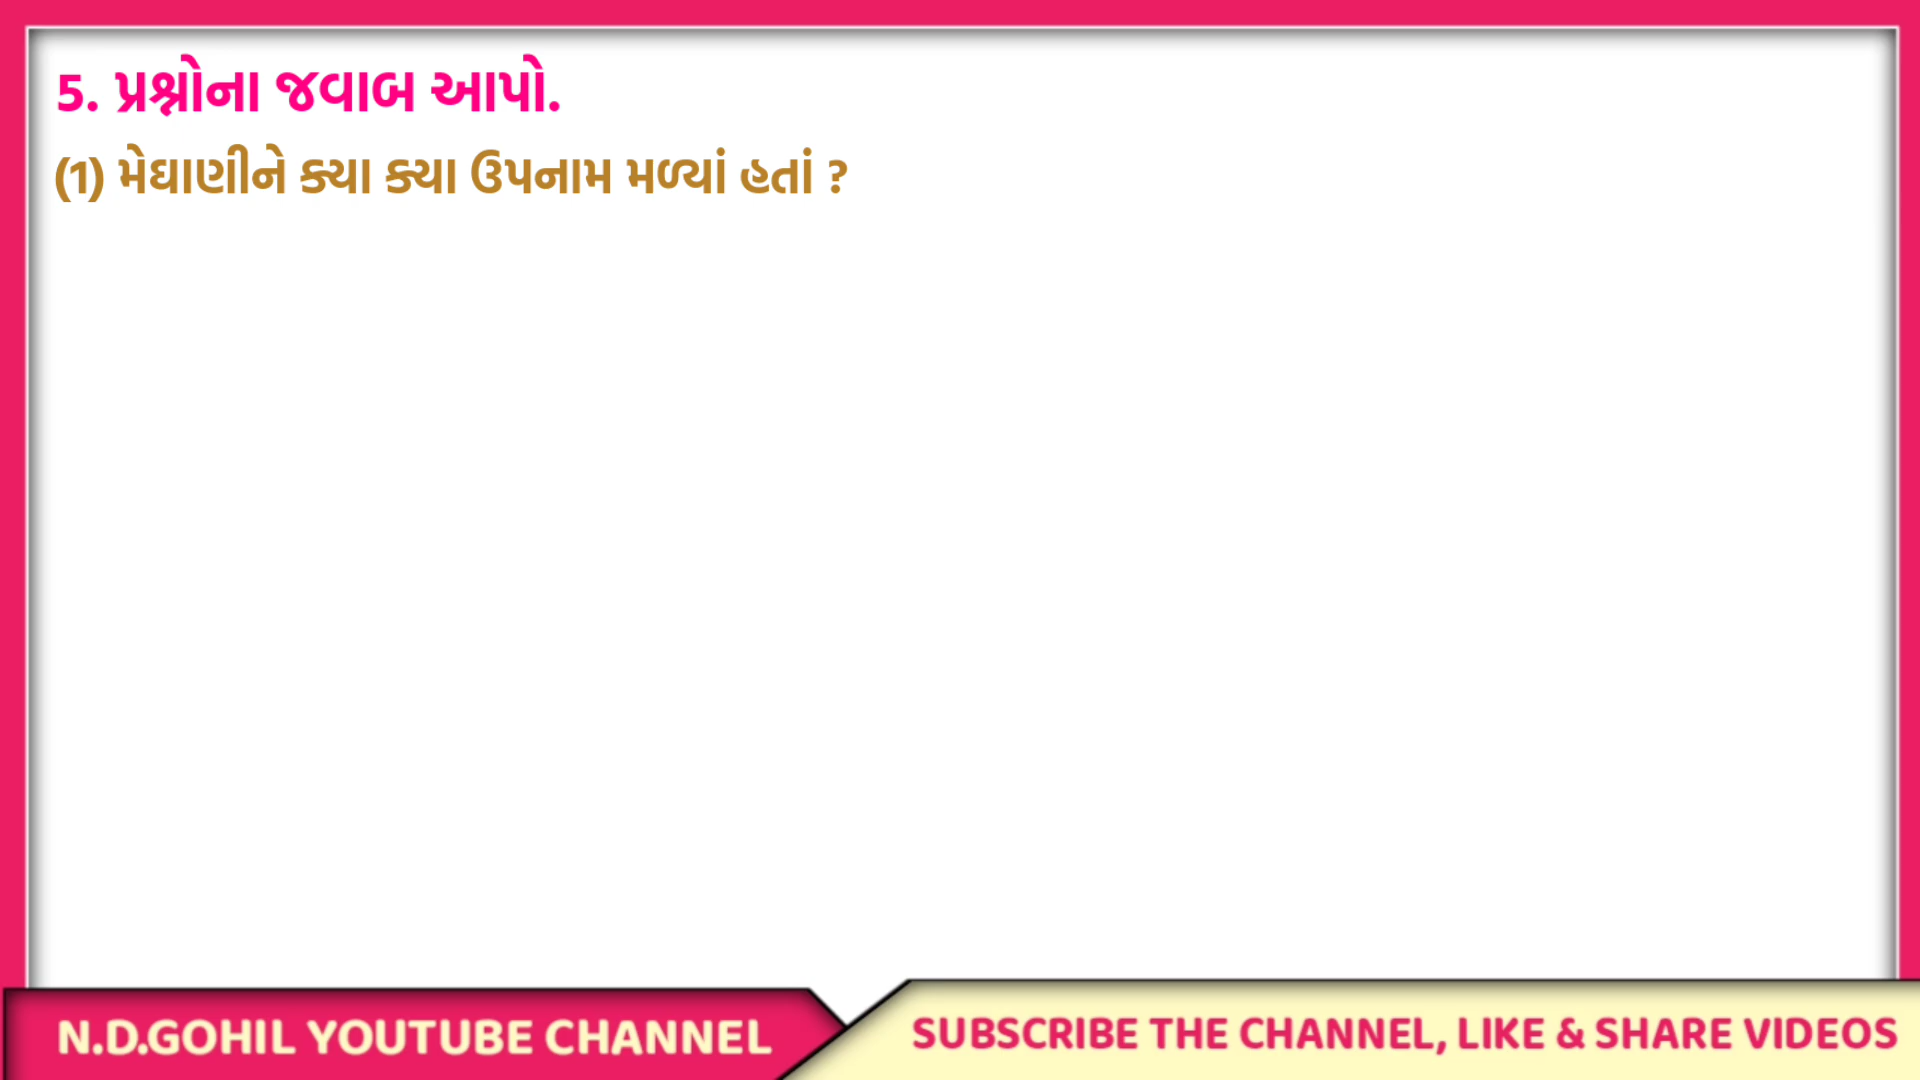 5. પ્રશ્નોના જવાબ આપો.
(1) મેઘાણીને ક્યા ક્યા ઉપનામ મળ્યાં હતાં ?
N.D.GOHIL YOUTUBE CHANNEL
SUBSCRIBE THE CHANNEL, LIKE & SHARE VIDEOS